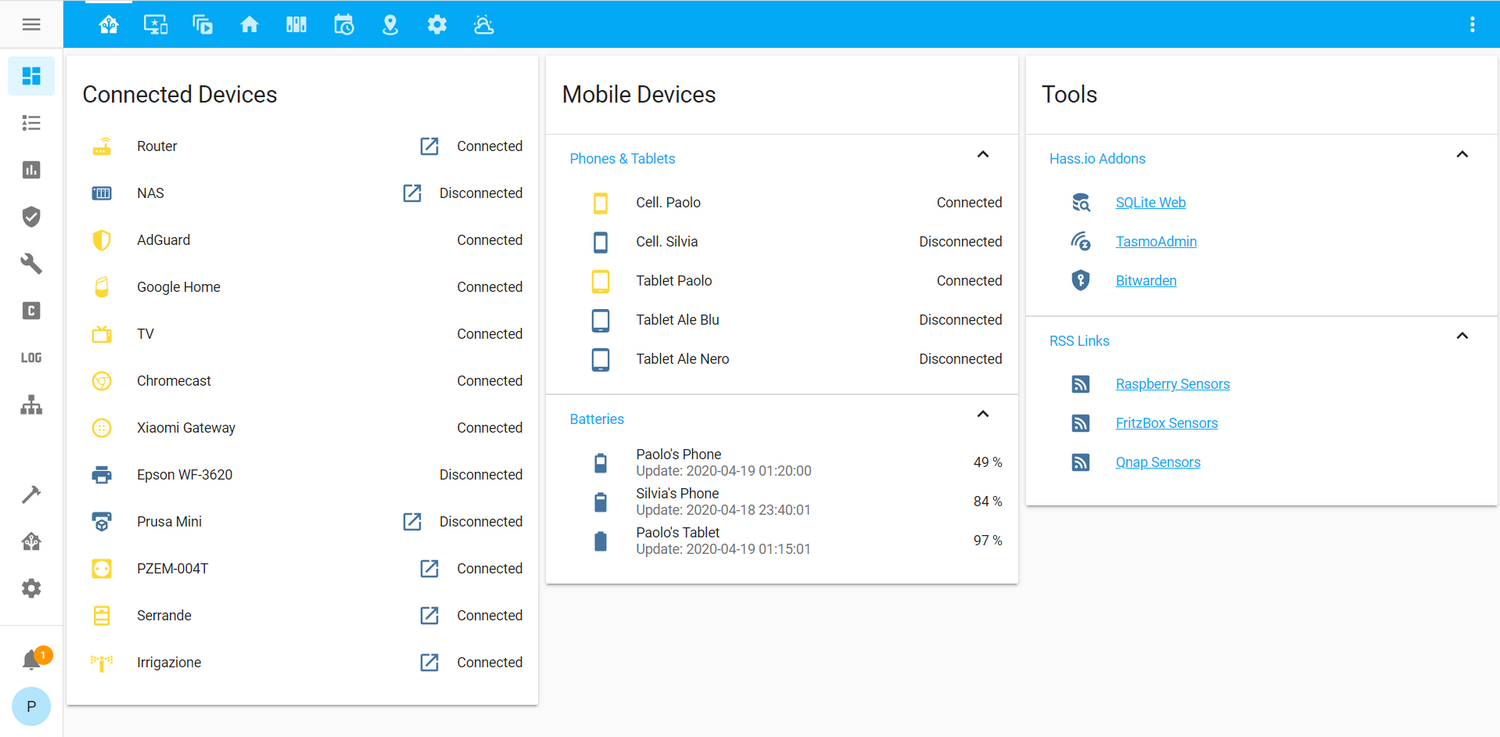 Connected Devices
Router Connected
NAS Disconnected
AdGuard Connected
Google Home Connected
TV Connected
Chromecast Connected
Xiaomi Gateway Connected
Epson WF-3620 Disconnected
Prusa Mini Disconnected
PZEM-004T Connected
Serrande Connected
Irrigazione Connected
Mobile Devices
Phones & Tablets
Cell. Paolo Connected
Cell. Silvia Disconnected
Tablet Paolo Connected
Tablet Ale Blu Disconnected
Tablet Ale Nero Disconnected
Batteries
Paolo's Phone 49 %
Update: 2020-04-19 01:20:00
Silvia's Phone 84 %
Update: 2020-04-18 23:40:01
Paolo's Tablet 97 %
Update: 2020-04-19 01:15:01
Tools
Hass.io Addons
SQLite Web
TasmoAdmin
Bitwarden
RSS Links
Raspberry Sensors
FritzBox Sensors
Qnap Sensors
C
LOG
1
P